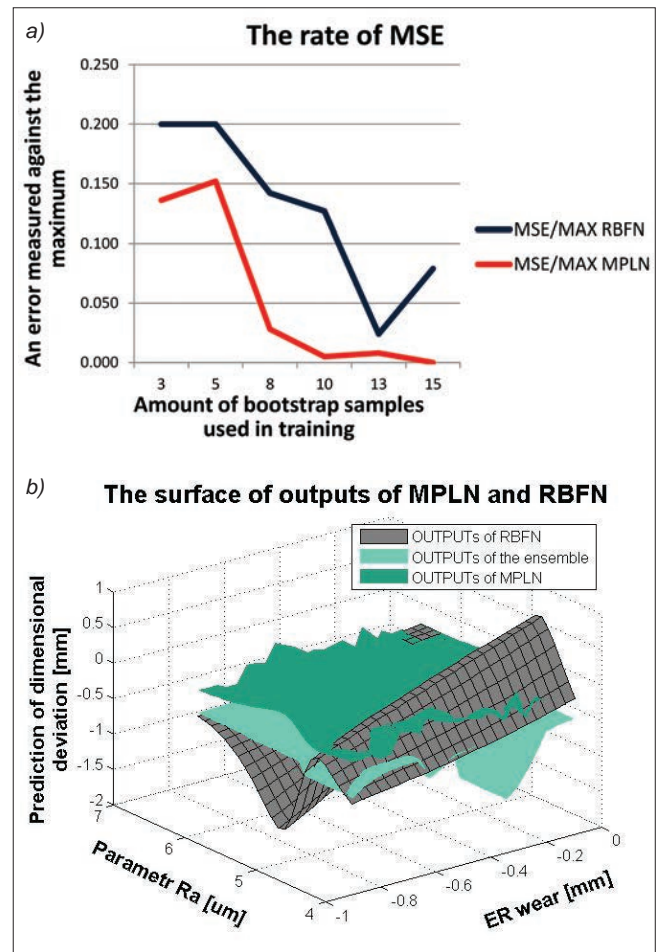 a)
The rate of MSE
An error measured against the
maximum
0.250
0.200
0.150
0.100
0.050
0.000
3 5 8 10 13 15
Amount of bootstrap samples
used in training
MSE/MAX RBFN
MSE/MAX MPLN
b)
The surface of outputs of MPLN and RBFN
OUTPUTs of RBFN
OUTPUTs of the ensemble
OUTPUTs of MPLN
Prediction of dimensional
deviation [mm]
1
0.5
0
-0.5
-1
-1.5
-2
7
6
5
4
Parametr Ra [um]
-1
-0.8
-0.6
-0.4
-0.2
0
ER wear [mm]